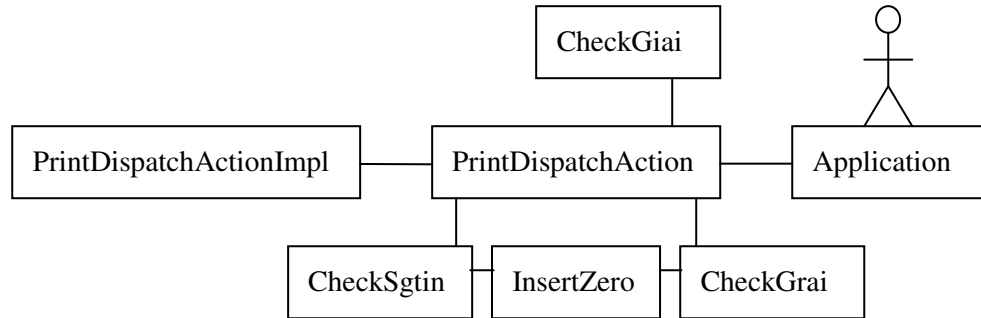 CheckGiai
PrintDispatchActionImpl
PrintDispatchAction
Application
CheckSgtin
InsertZero
CheckGrai